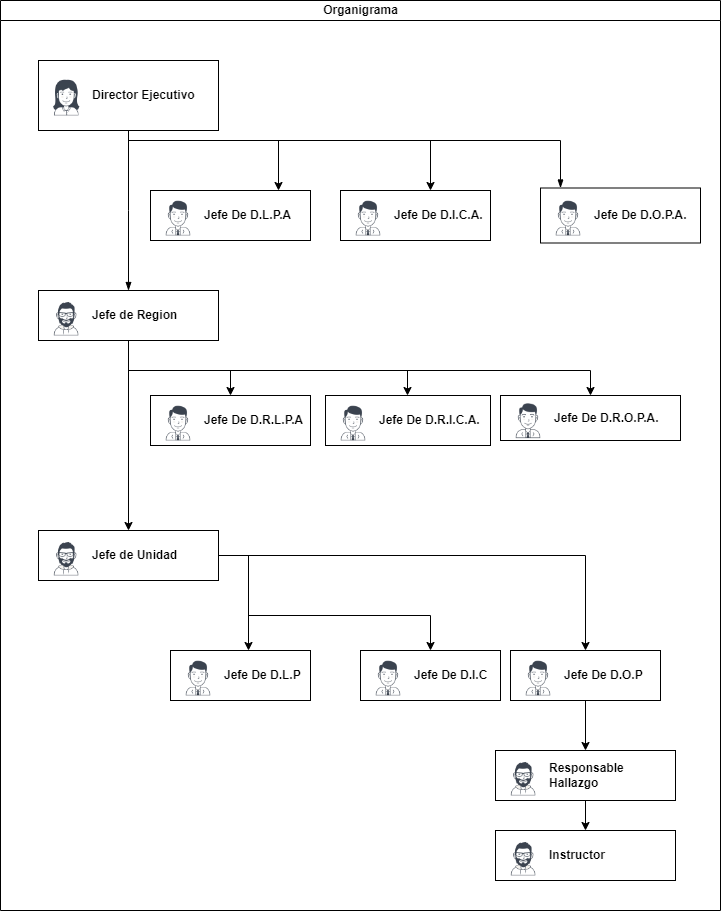 Organigrama
Director Ejecutivo
Jefe De D.L.P.A
Jefe De D.I.C.A.
Jefe De D.O.P.A.
Jefe de Region
Jefe De D.R.L.P.A
Jefe De D.R.I.C.A.
Jefe De D.R.O.P.A.
Jefe de Unidad
Jefe De D.L.P
Jefe De D.I.C
Jefe De D.O.P
Responsable
Hallazgo
Instructor